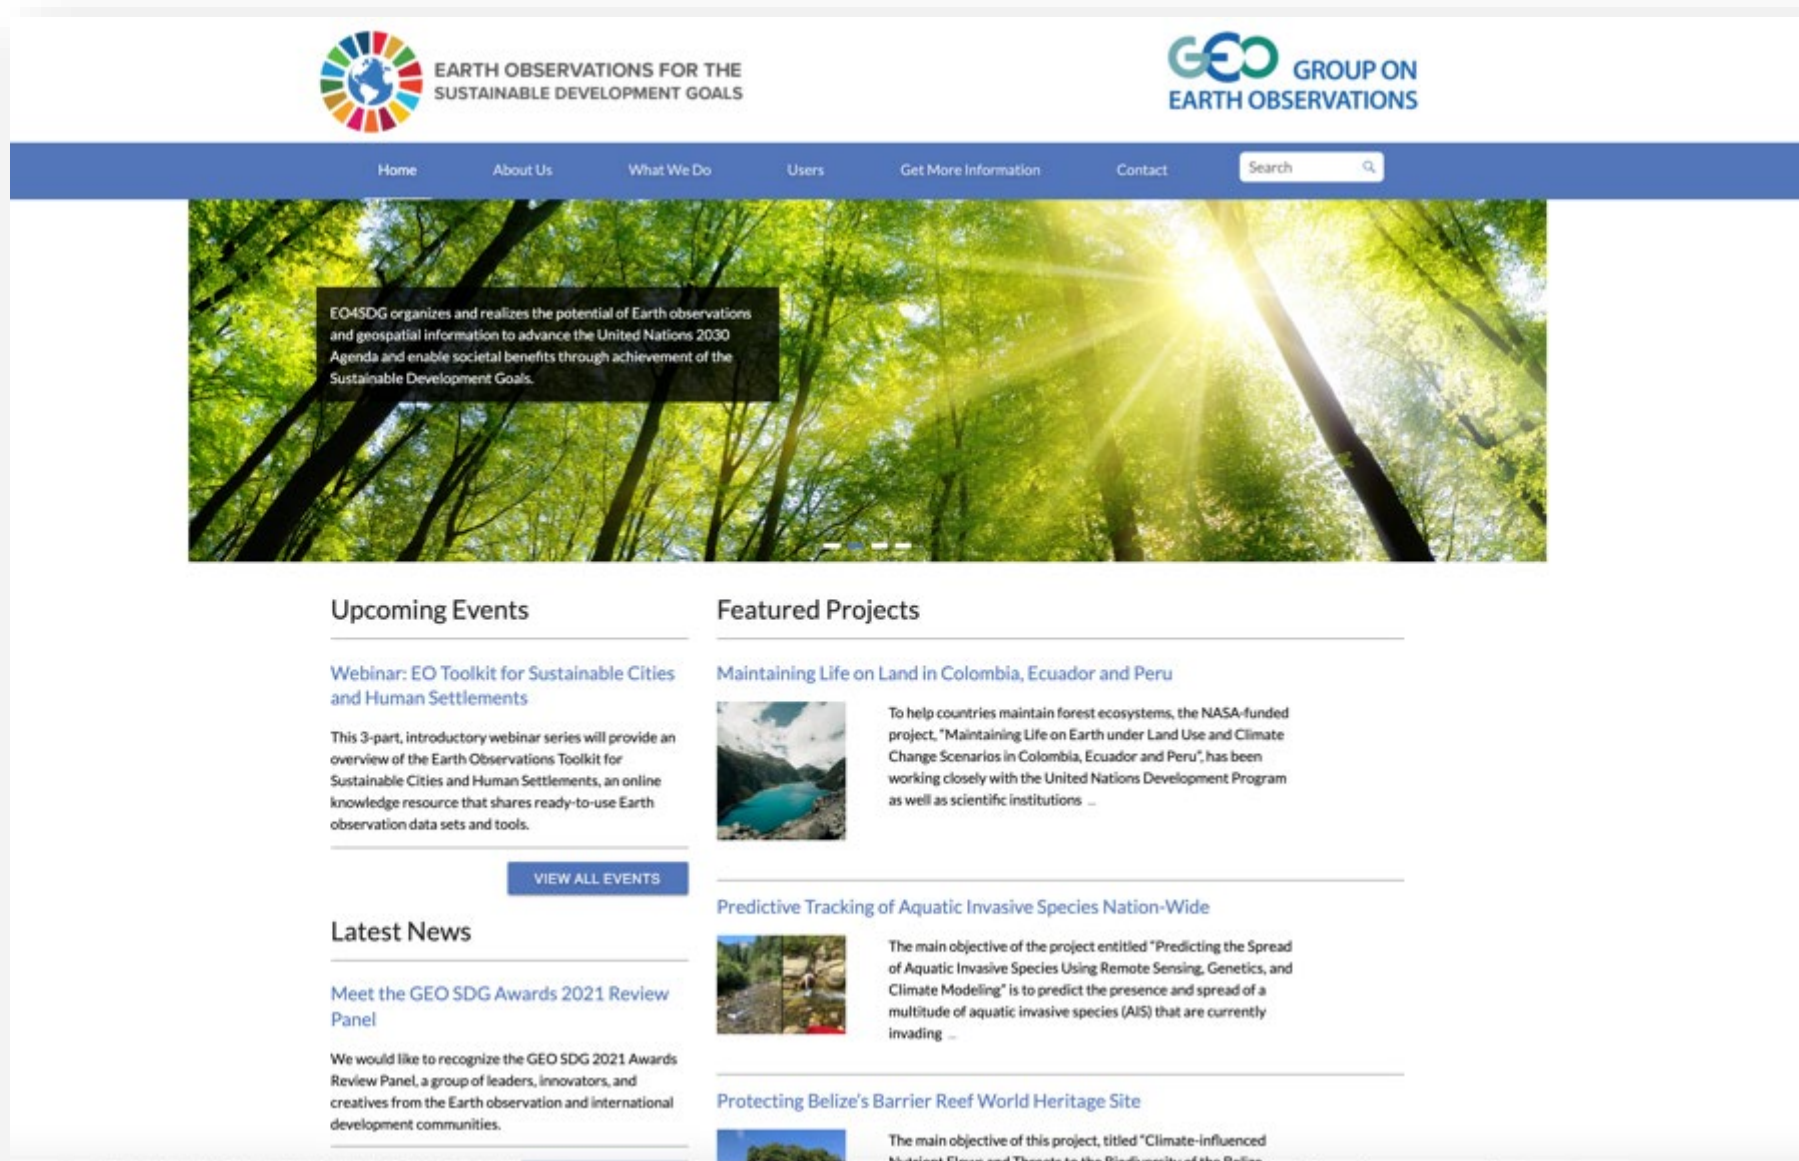 EARTH OBSERVATIONS FOR THE
SUSTAINABLE DEVELOPMENT GOALS
GEO GROUP ON
EARTH OBSERVATIONS
Home About Us What We Do Users Get More Information Contact Search
EO4SDG organizes and realizes the potential of Earth observations
and geospatial information to advance the United Nations 2030
Agenda and enable societal benefits through achievement of the
Sustainable Development Goals.
Upcoming Events
Webinar: EO Toolkit for Sustainable Cities
and Human Settlements
This 3-part, introductory webinar series will provide an
overview of the Earth Observations Toolkit for
Sustainable Cities and Human Settlements, an online
knowledge resource that shares ready-to-use Earth
observation data sets and tools.
VIEW ALL EVENTS
Latest News
Meet the GEO SDG Awards 2021 Review
Panel
We would like to recognize the GEO SDG 2021 Awards
Review Panel, a group of leaders, innovators, and
creatives from the Earth observation and international
development communities.
Featured Projects
Maintaining Life on Land in Colombia, Ecuador and Peru
To help countries maintain forest ecosystems, the NASA-funded
project, "Maintaining Life on Earth under Land Use and Climate
Change Scenarios in Colombia, Ecuador and Peru", has been
working closely with the United Nations Development Program
as well as scientific institutions ...
Predictive Tracking of Aquatic Invasive Species Nation-Wide
The main objective of the project entitled "Predicting the Spread
of Aquatic Invasive Species Using Remote Sensing, Genetics, and
Climate Modeling" is to predict the presence and spread of a
multitude of aquatic invasive species (AIS) that are currently
invading ...
Protecting Belize's Barrier Reef World Heritage Site
The main objective of this project, titled "Climate-influenced
Nutrient Flows and Threats to the Biodiversity of the Belize